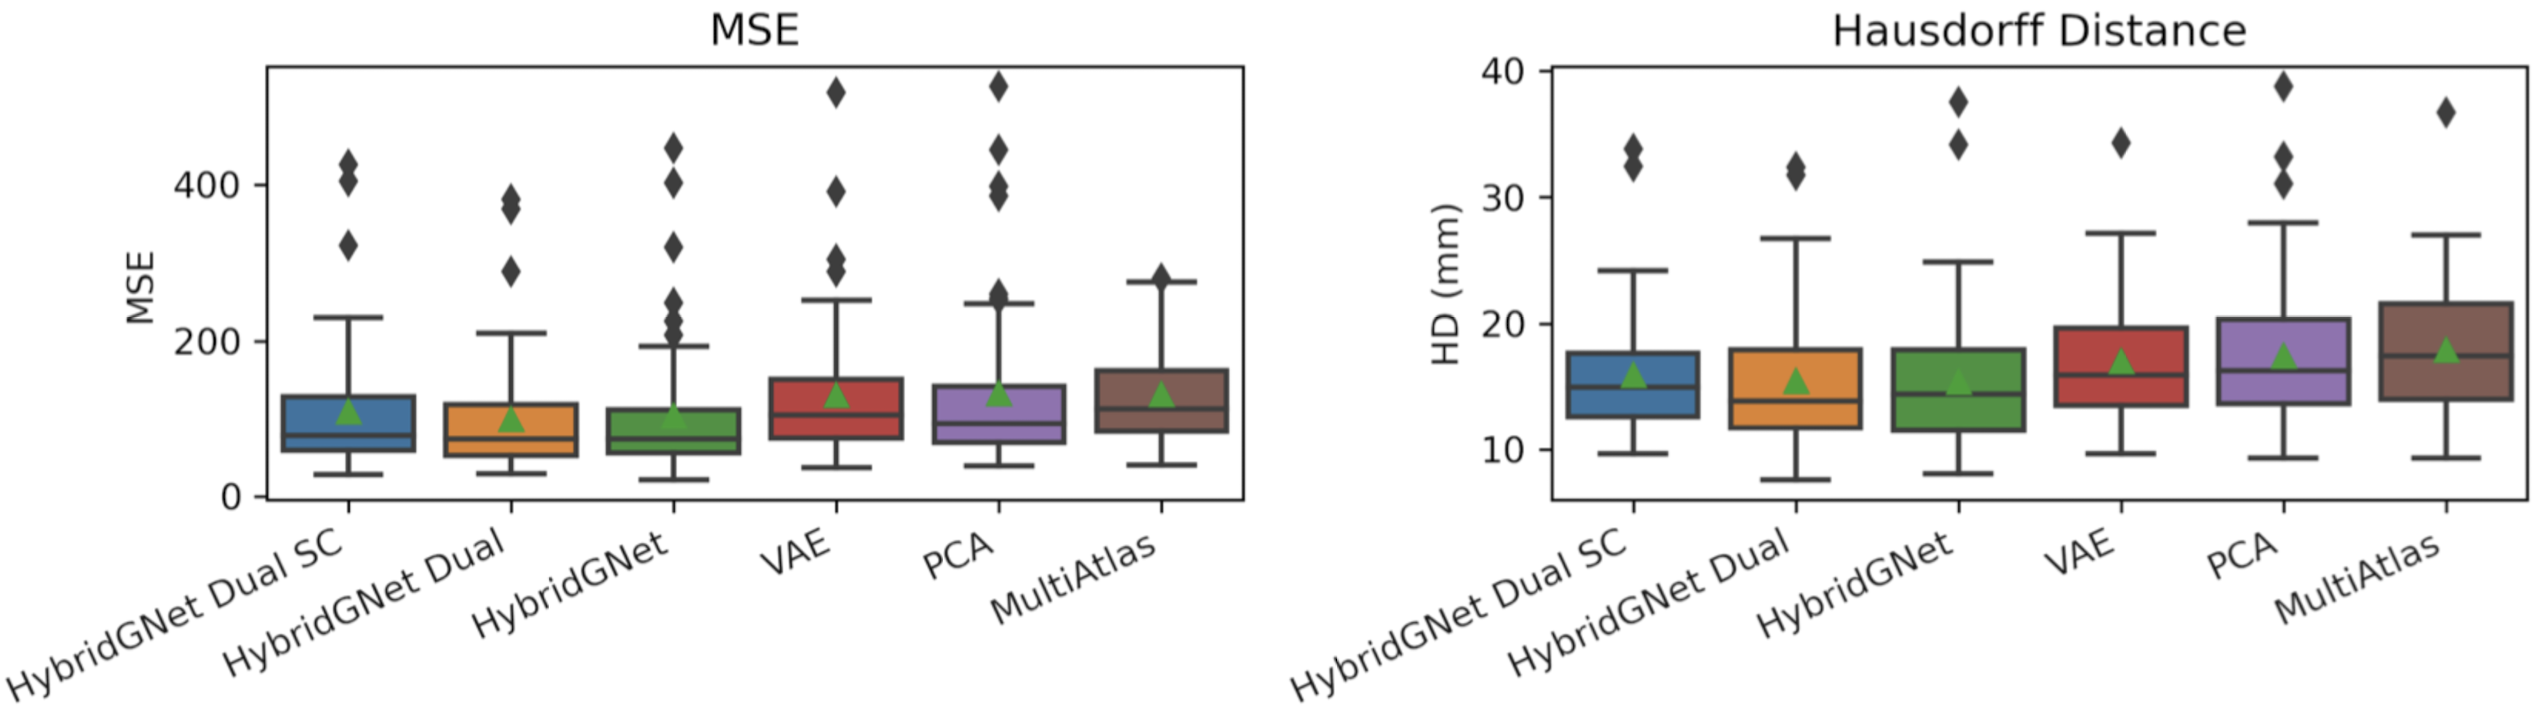 MSE
MSE
400
200
0
HybridGNet Dual SC
HybridGNet Dual
HybridGNet
VAE
PCA
MultiAtlas
Hausdorff Distance
HD (mm)
40
30
20
10
HybridGNet Dual SC
HybridGNet Dual
HybridGNet
VAE
PCA
MultiAtlas